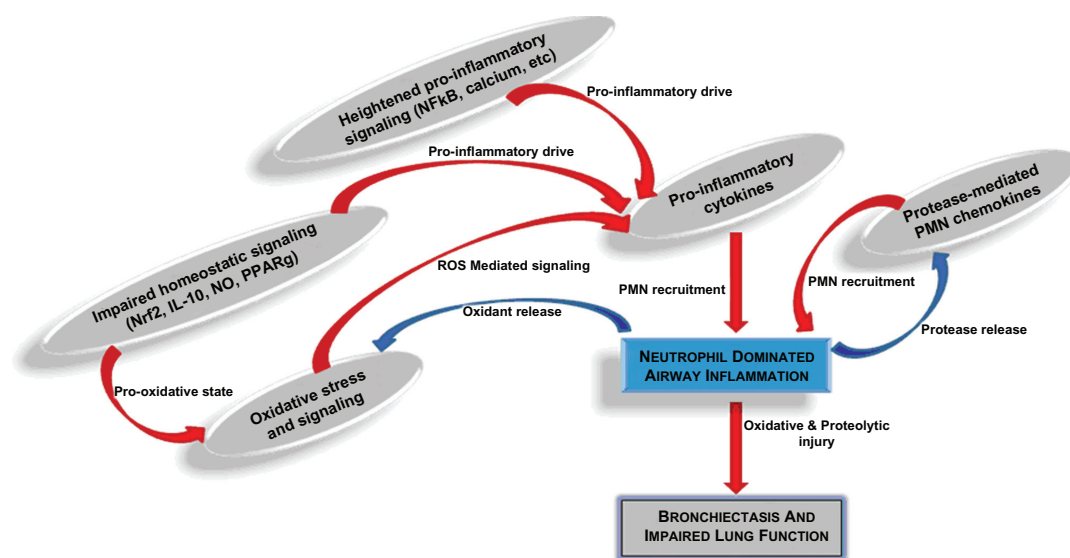 Heightened pro-inflammatory
signaling (NFkB, calcium, etc)
Pro-inflammatory drive
Pro-inflammatory drive
Pro-inflammatory
cytokines
Protease-mediated
PMN chemokines
Impaired homeostatic signaling
(Nrf2, IL-10, NO, PPARg)
ROS Mediated signaling
PMN recruitment
PMN recruitment
Oxidant release
Protease release
NEUTROPHIL DOMINATED
AIRWAY INFLAMMATION
Pro-oxidative state
Oxidative stress
and signaling
Oxidative & Proteolytic
injury
BRONCHIECTASIS AND
IMPAIRED LUNG FUNCTION